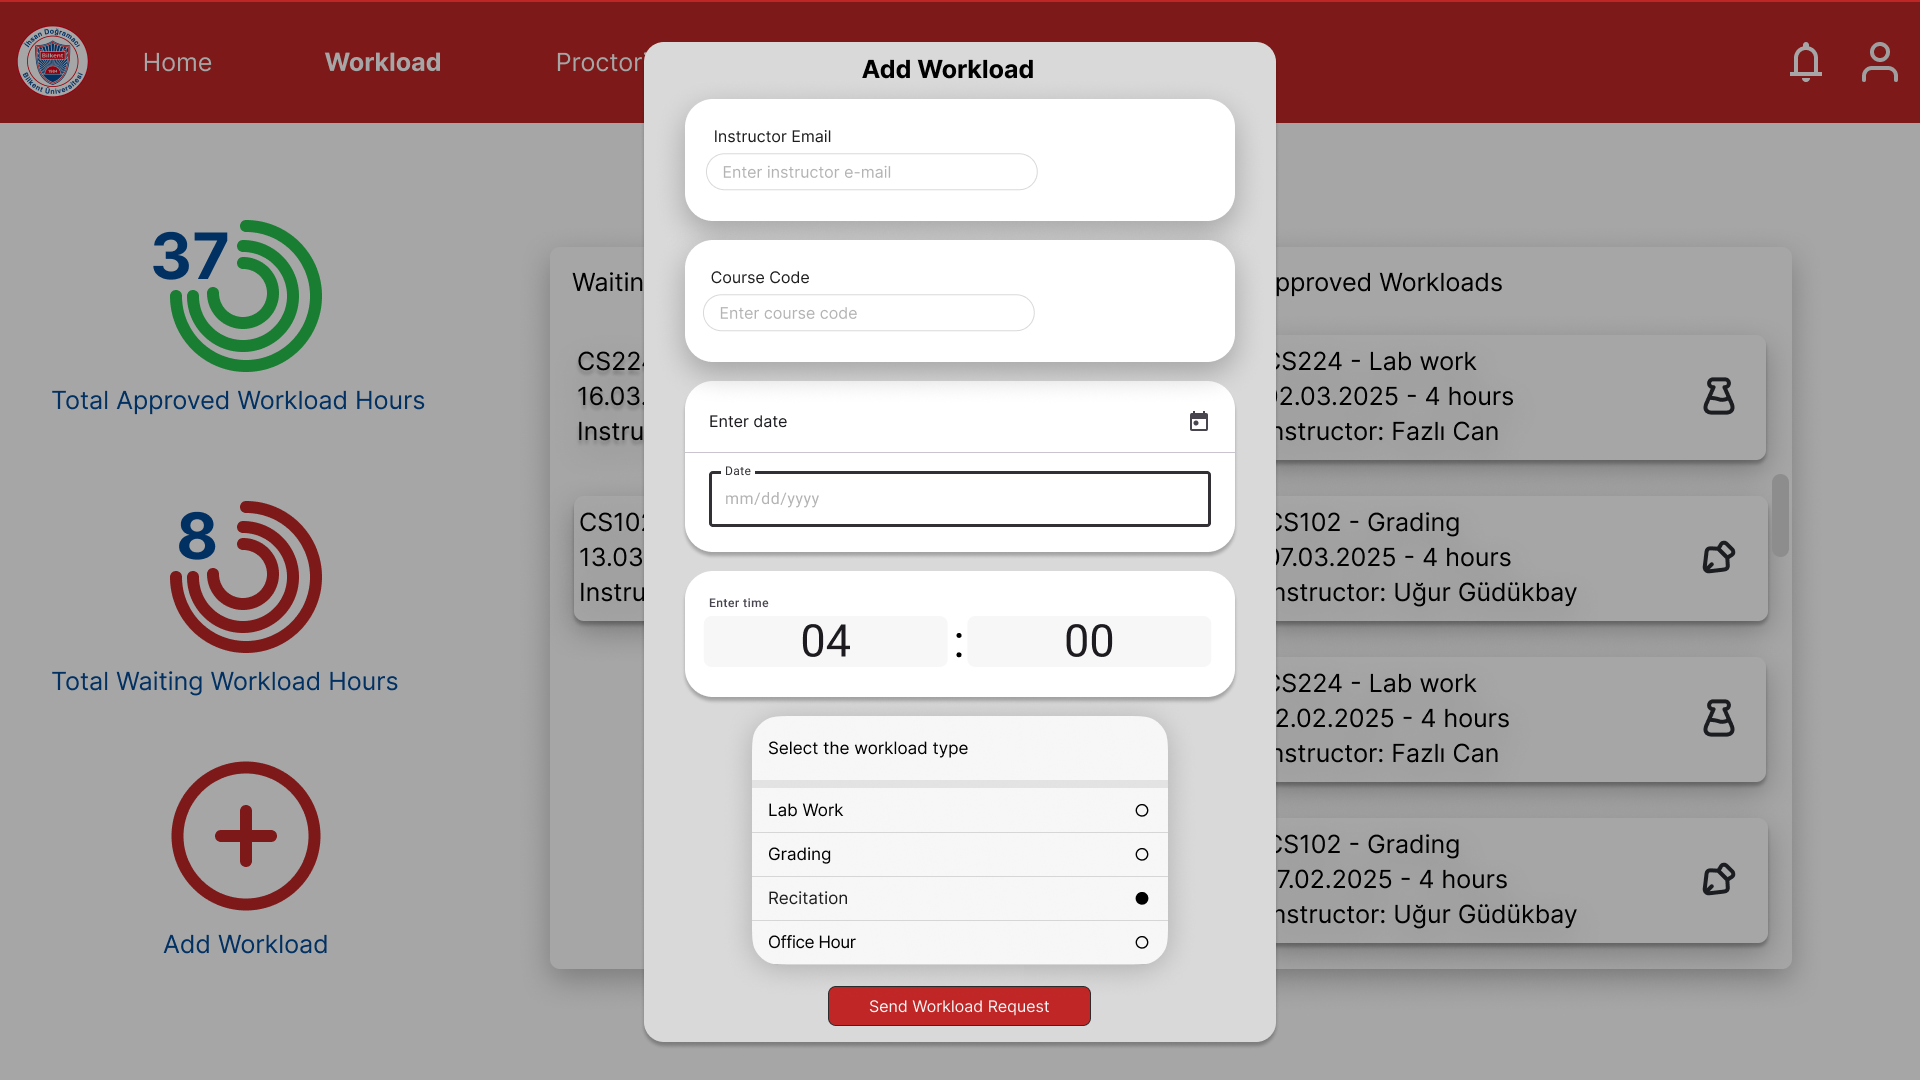 İhsan Doğramacı
Bilkent
Bilkent Üniversitesi
Home
Workload
Proctor
37
Total Approved Workload Hours
8
Total Waiting Workload Hours
Add Workload
Waitin
CS224
16.03.
Instru
CS102
13.03
Instru
Add Workload
Instructor Email
Enter instructor e-mail
Course Code
Enter course code
Enter date
Date
mm/dd/yyyy
Enter time
04 : 00
Select the workload type
Lab Work
Grading
Recitation
Office Hour
Send Workload Request
pproved Workloads
CS224 - Lab work
02.03.2025 - 4 hours
nstructor: Fazlı Can
CS102 - Grading
07.03.2025 - 4 hours
nstructor: Uğur Güdükbay
CS224 - Lab work
2.02.2025 - 4 hours
nstructor: Fazlı Can
CS102 - Grading
7.02.2025 - 4 hours
nstructor: Uğur Güdükbay